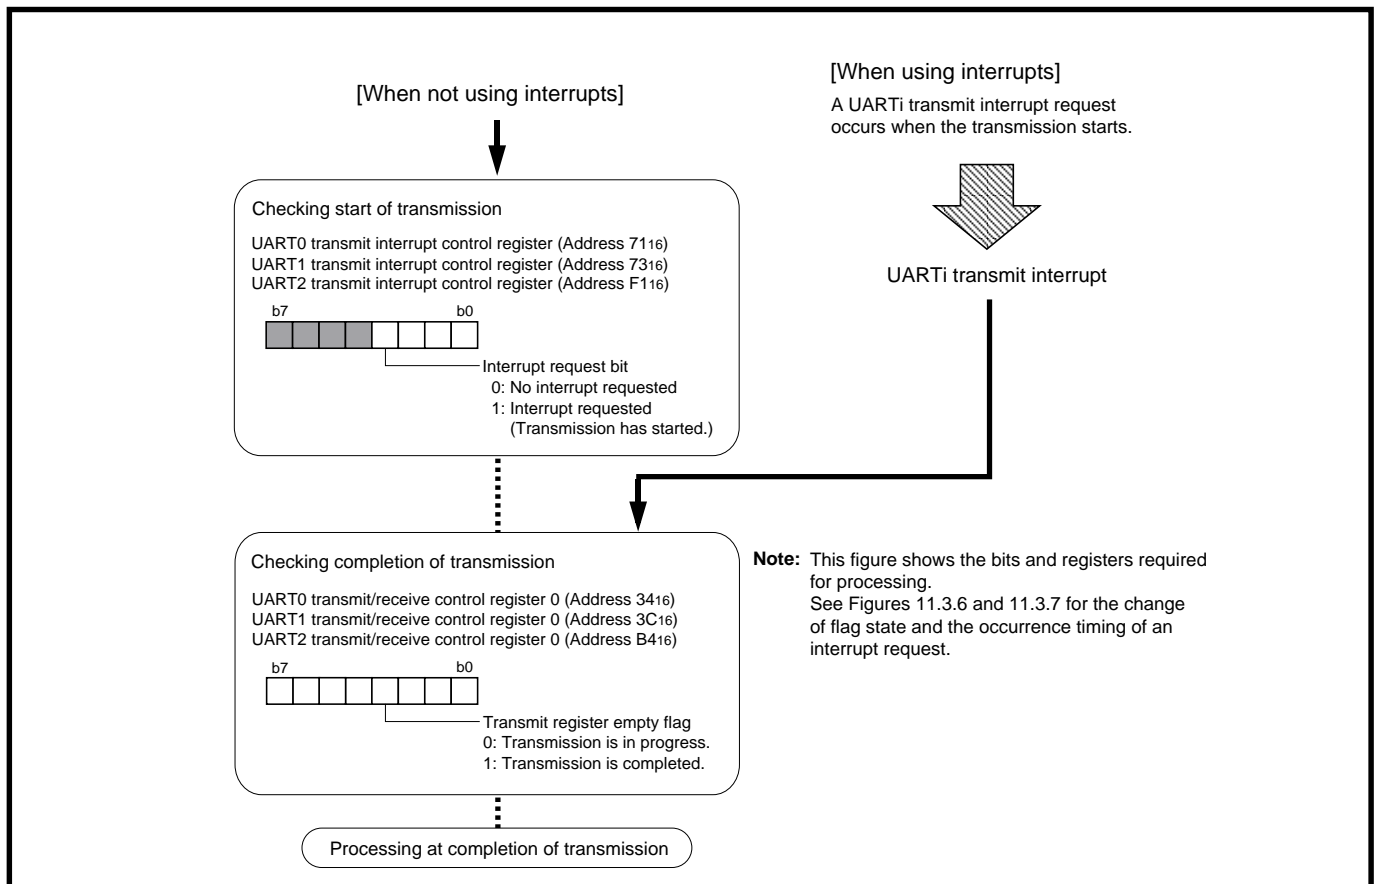 [When not using interrupts]
[When using interrupts]
A UARTi transmit interrupt request
occurs when the transmission starts.
Checking start of transmission
UART0 transmit interrupt control register (Address 7116)
UART1 transmit interrupt control register (Address 7316)
UART2 transmit interrupt control register (Address F116)
b7 b0
Interrupt request bit
0: No interrupt requested
1: Interrupt requested
(Transmission has started.)
UARTi transmit interrupt
Checking completion of transmission
UART0 transmit/receive control register 0 (Address 3416)
UART1 transmit/receive control register 0 (Address 3C16)
UART2 transmit/receive control register 0 (Address B416)
b7 b0
Transmit register empty flag
0: Transmission is in progress.
1: Transmission is completed.
Note: This figure shows the bits and registers required
for processing.
See Figures 11.3.6 and 11.3.7 for the change
of flag state and the occurrence timing of an
interrupt request.
Processing at completion of transmission